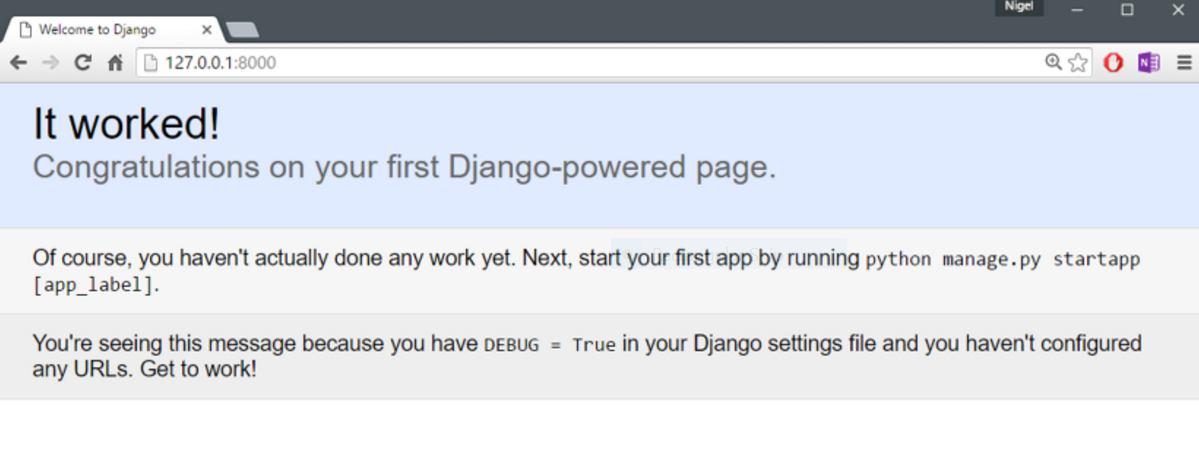 Nigel
Welcome to Django
127.0.0.1:8000
It worked!
Congratulations on your first Django-powered page.
Of course, you haven't actually done any work yet. Next, start your first app by running python manage.py startapp
[app_label].
You're seeing this message because you have DEBUG = True in your Django settings file and you haven't configured
any URLs. Get to work!